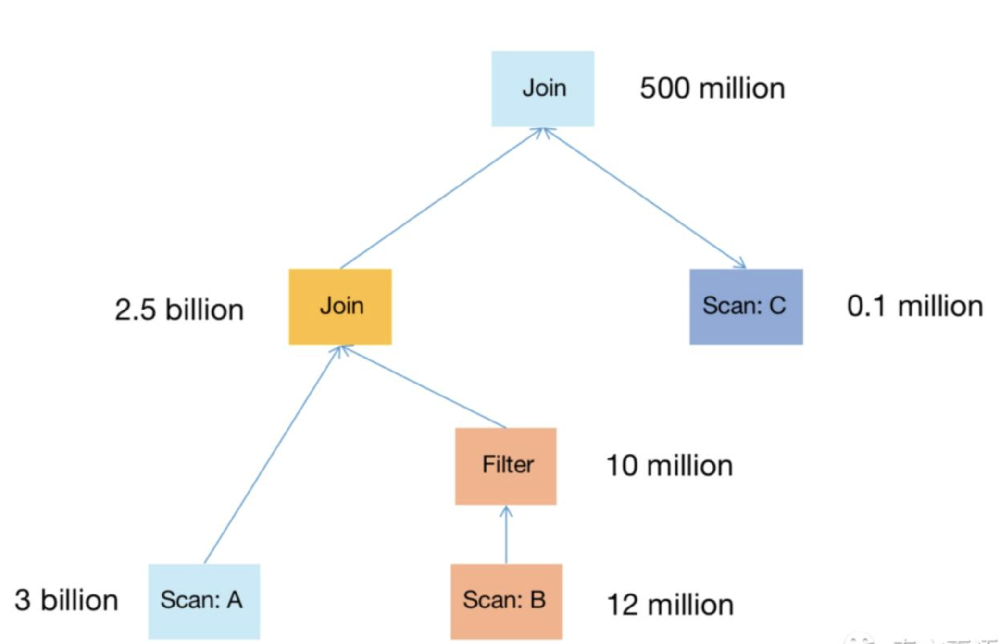 Join
500 million
2.5 billion
Join
Scan: C
0.1 million
Filter
10 million
3 billion
Scan: A
Scan: B
12 million